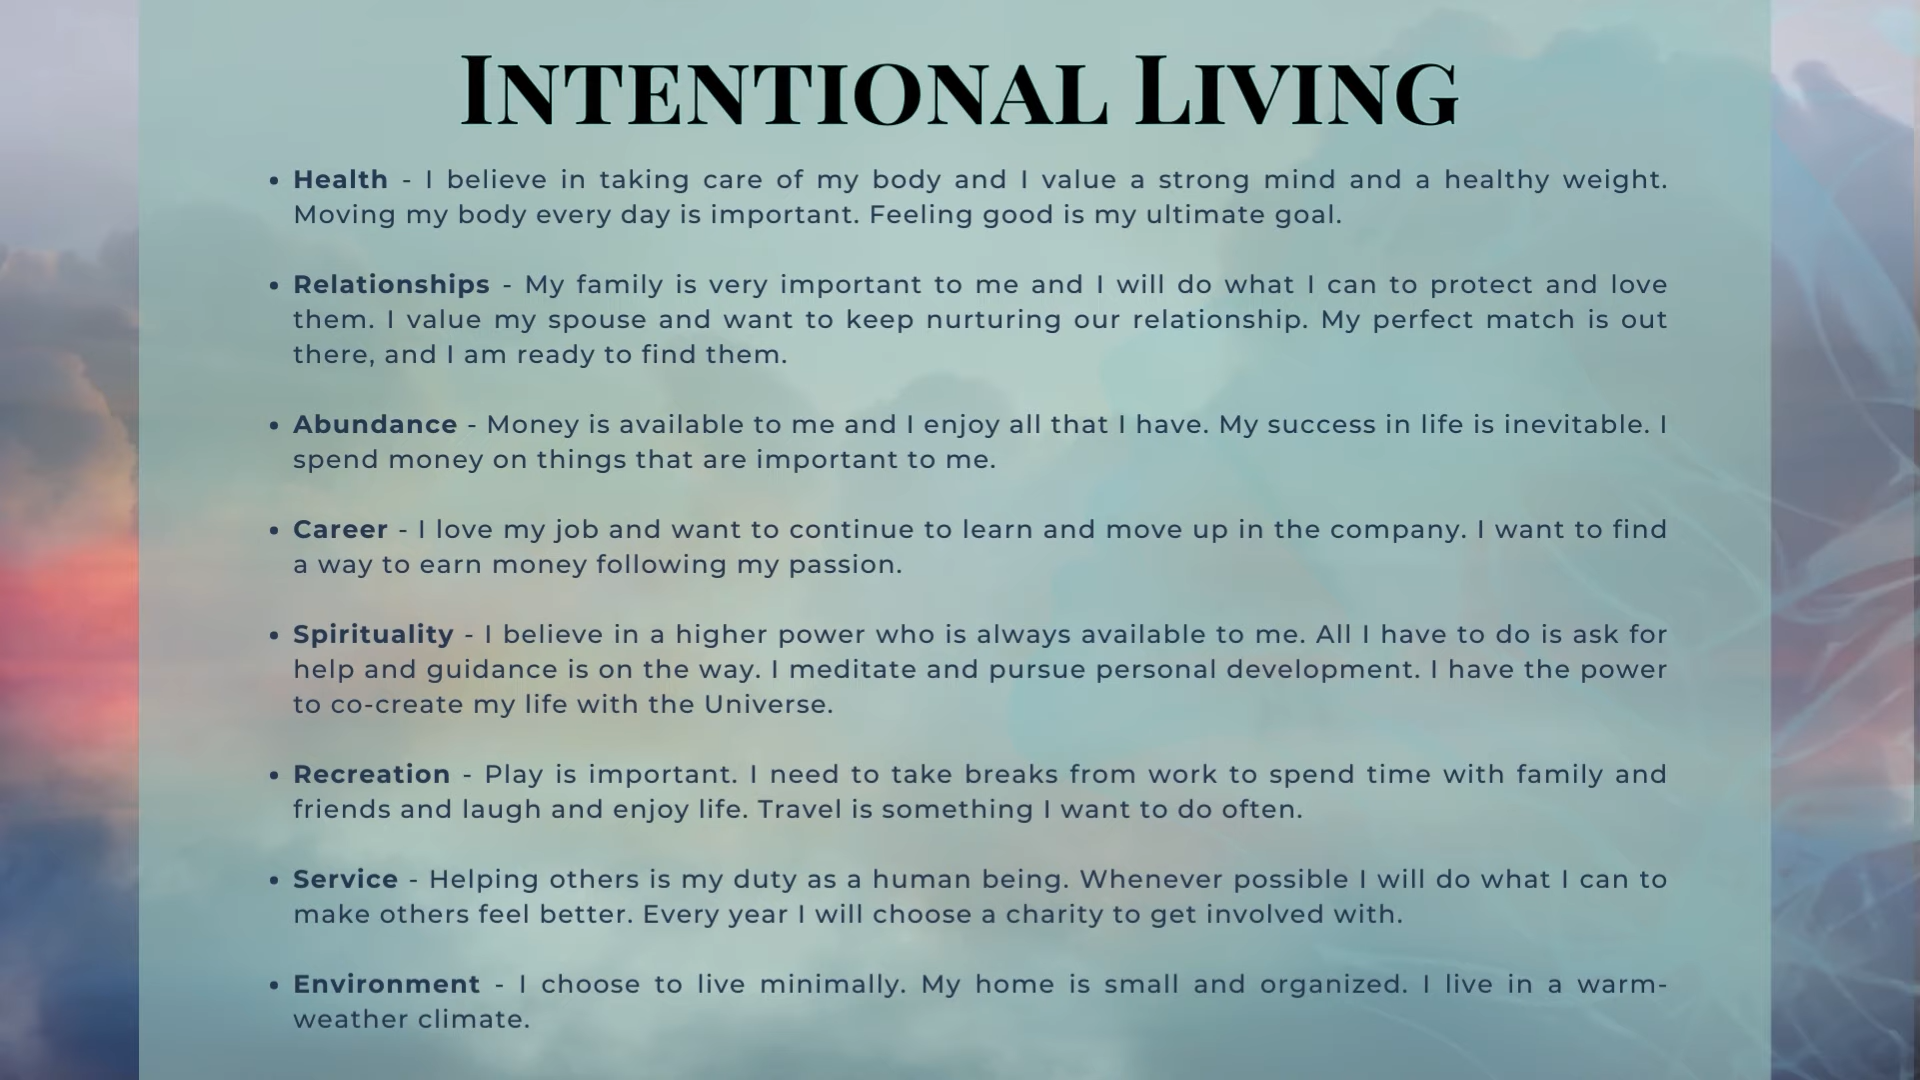 INTENTIONAL LIVING
• Health - I believe in taking care of my body and I value a strong mind and a healthy weight.
Moving my body every day is important. Feeling good is my ultimate goal.
• Relationships - My family is very important to me and I will do what I can to protect and love
them. I value my spouse and want to keep nurturing our relationship. My perfect match is out
there, and I am ready to find them.
• Abundance - Money is available to me and I enjoy all that I have. My success in life is inevitable. I
spend money on things that are important to me.
• Career - I love my job and want to continue to learn and move up in the company. I want to find
a way to earn money following my passion.
• Spirituality - I believe in a higher power who is always available to me. All I have to do is ask for
help and guidance is on the way. I meditate and pursue personal development. I have the power
to co-create my life with the Universe.
• Recreation - Play is important. I need to take breaks from work to spend time with family and
friends and laugh and enjoy life. Travel is something I want to do often.
• Service - Helping others is my duty as a human being. Whenever possible I will do what I can to
make others feel better. Every year I will choose a charity to get involved with.
• Environment - I choose to live minimally. My home is small and organized. I live in a warm-
weather climate.